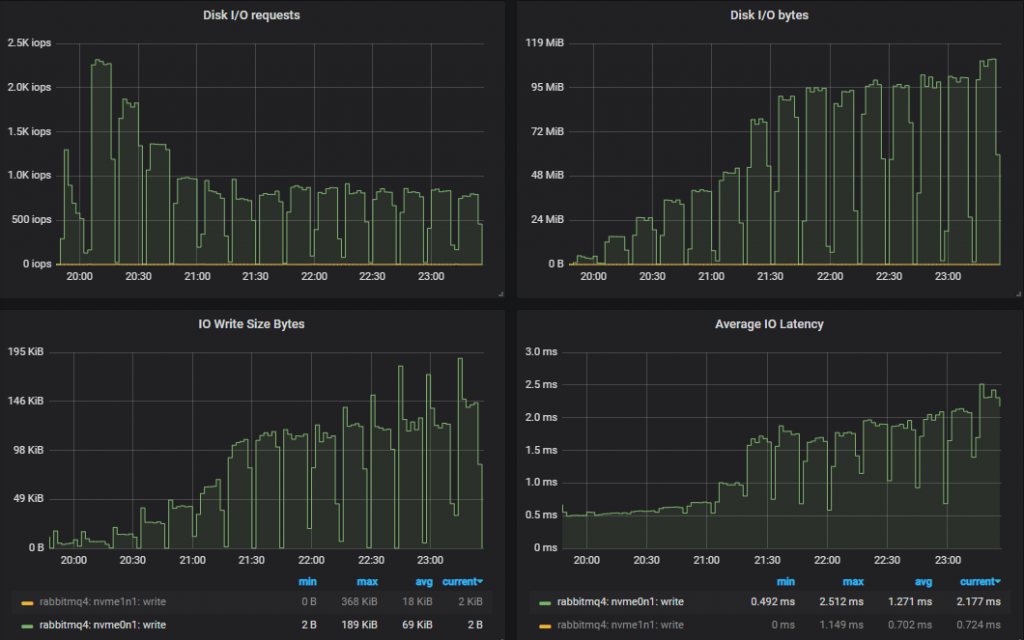 Disk I/O requests
2.5K iops
2.0K iops
1.5K iops
1.0K iops
500 iops
0 iops
20:00 20:30 21:00 21:30 22:00 22:30 23:00
Disk I/O bytes
119 MiB
95 MiB
72 MiB
48 MiB
24 MiB
0 B
20:00 20:30 21:00 21:30 22:00 22:30 23:00
IO Write Size Bytes
195 KiB
146 KiB
98 KiB
49 KiB
0 B
20:00 20:30 21:00 21:30 22:00 22:30 23:00
min max avg current
rabbitmq4: nvme1n1: write 0 B 368 KiB 18 KiB 2 KiB
rabbitmq4: nvme0n1: write 2 B 189 KiB 69 KiB 2 B
Average IO Latency
3.0 ms
2.5 ms
2.0 ms
1.5 ms
1.0 ms
0.5 ms
0 ms
20:00 20:30 21:00 21:30 22:00 22:30 23:00
min max avg current
rabbitmq4: nvme0n1: write 0.492 ms 2.512 ms 1.271 ms 2.177 ms
rabbitmq4: nvme1n1: write 0 ms 1.149 ms 0.702 ms 0.724 ms